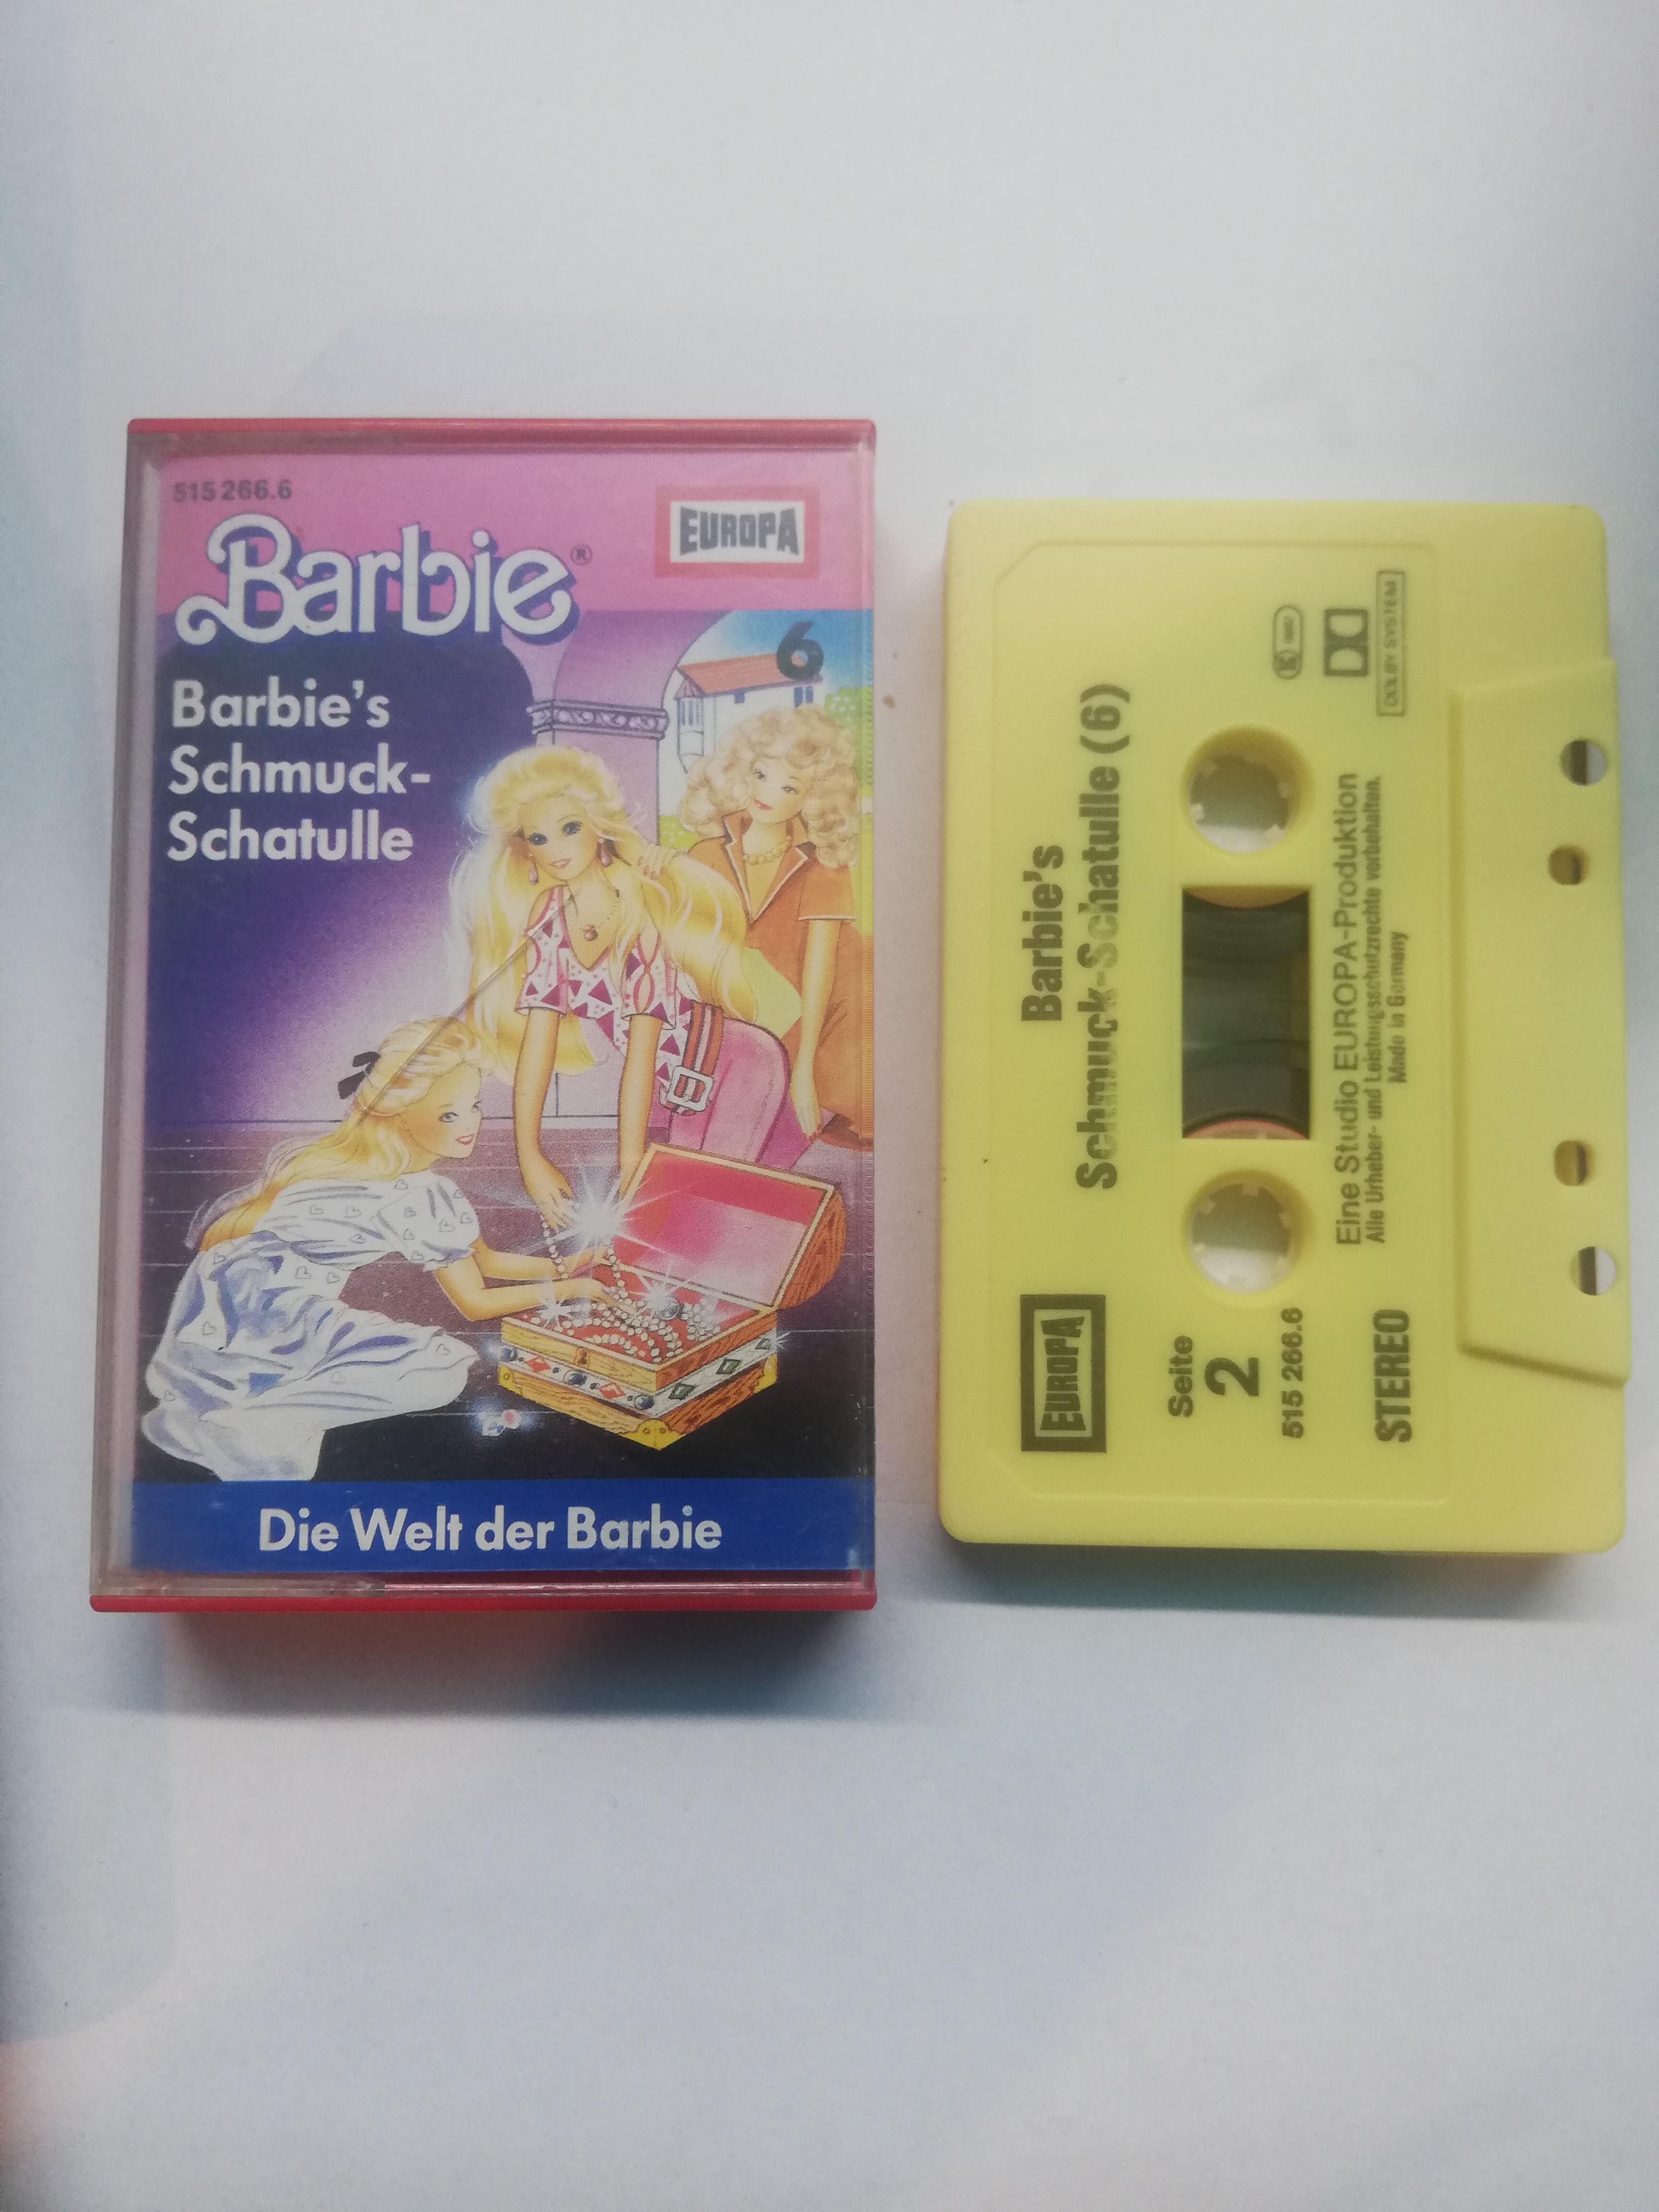 515 266.6
EUROPA
Barbie®
6
Barbie's
Schmuck-
Schatulle
Die Welt der Barbie
Barbie's
Schmuck-Schatulle (6)
EUROPA
Seite
2
515 266.6
STEREO
DOLBY SYSTEM
Eine Studio EUROPA-Produktion
Alle Urheber- und Leistungsschutzrechte vorbehalten.
Made in Germany